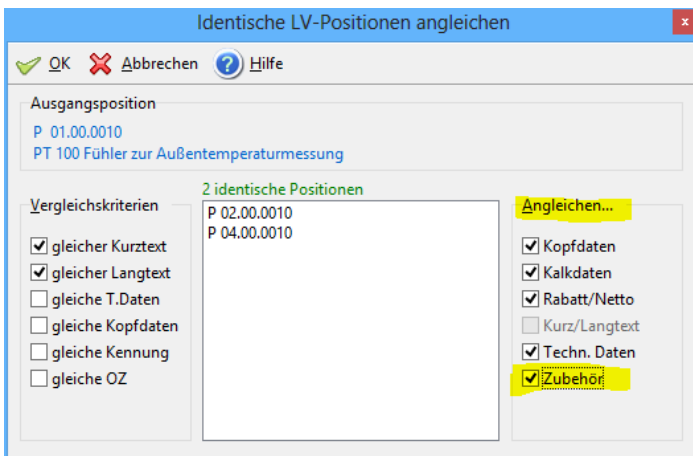 Identische LV-Positionen angleichen
x
OK Abbrechen ? Hilfe
Ausgangsposition
P 01.00.0010
PT 100 Fühler zur Außentemperaturmessung
Vergleichskriterien
gleicher Kurztext
gleicher Langtext
gleiche T.Daten
gleiche Kopfdaten
gleiche Kennung
gleiche OZ
2 identische Positionen
P 02.00.0010
P 04.00.0010
Angleichen...
Kopfdaten
Kalkdaten
Rabatt/Netto
Kurz/Langtext
Techn. Daten
Zubehör